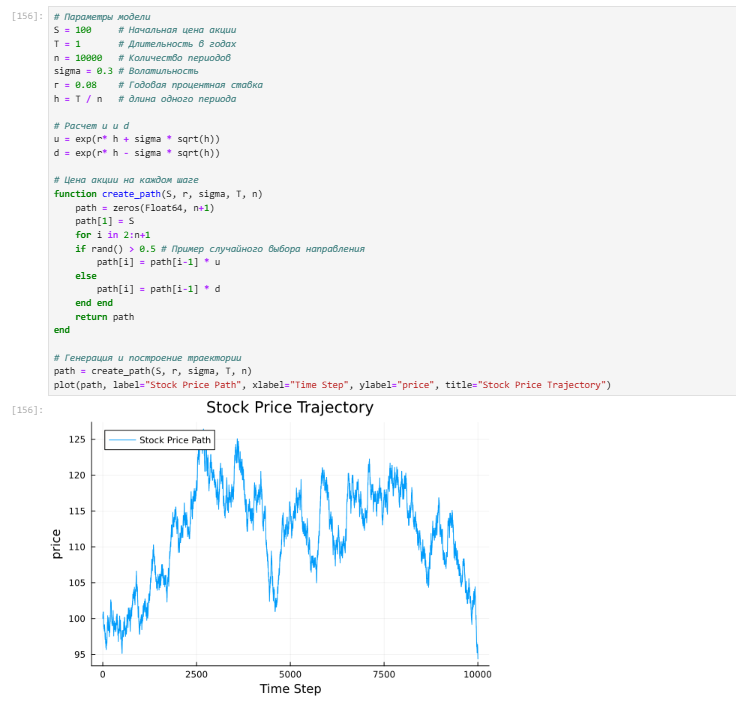 [156]: # Параметры модели
S = 100 # Начальная цена акции
T = 1 # Длительность в годах
n = 10000 # Количество периодов
sigma = 0.3 # Волатильность
r = 0.08 # Годовая процентная ставка
h = T / n # длина одного периода
# Расчет u и d
u = exp(r* h + sigma * sqrt(h))
d = exp(r* h - sigma * sqrt(h))
# Цена акции на каждом шаге
function create_path(S, r, sigma, T, n)
path = zeros(Float64, n+1)
path[1] = S
for i in 2:n+1
if rand() > 0.5 # Пример случайного выбора направления
path[i] = path[i-1] * u
else
path[i] = path[i-1] * d
end end
return path
end
# Генерация и построение траектории
path = create_path(S, r, sigma, T, n)
plot(path, label="Stock Price Path", xlabel="Time Step", ylabel="price", title="Stock Price Trajectory")
[156]:
Stock Price Trajectory
Stock Price Path
125
120
115
110
105
100
95
price
0 2500 5000 7500 10000
Time Step